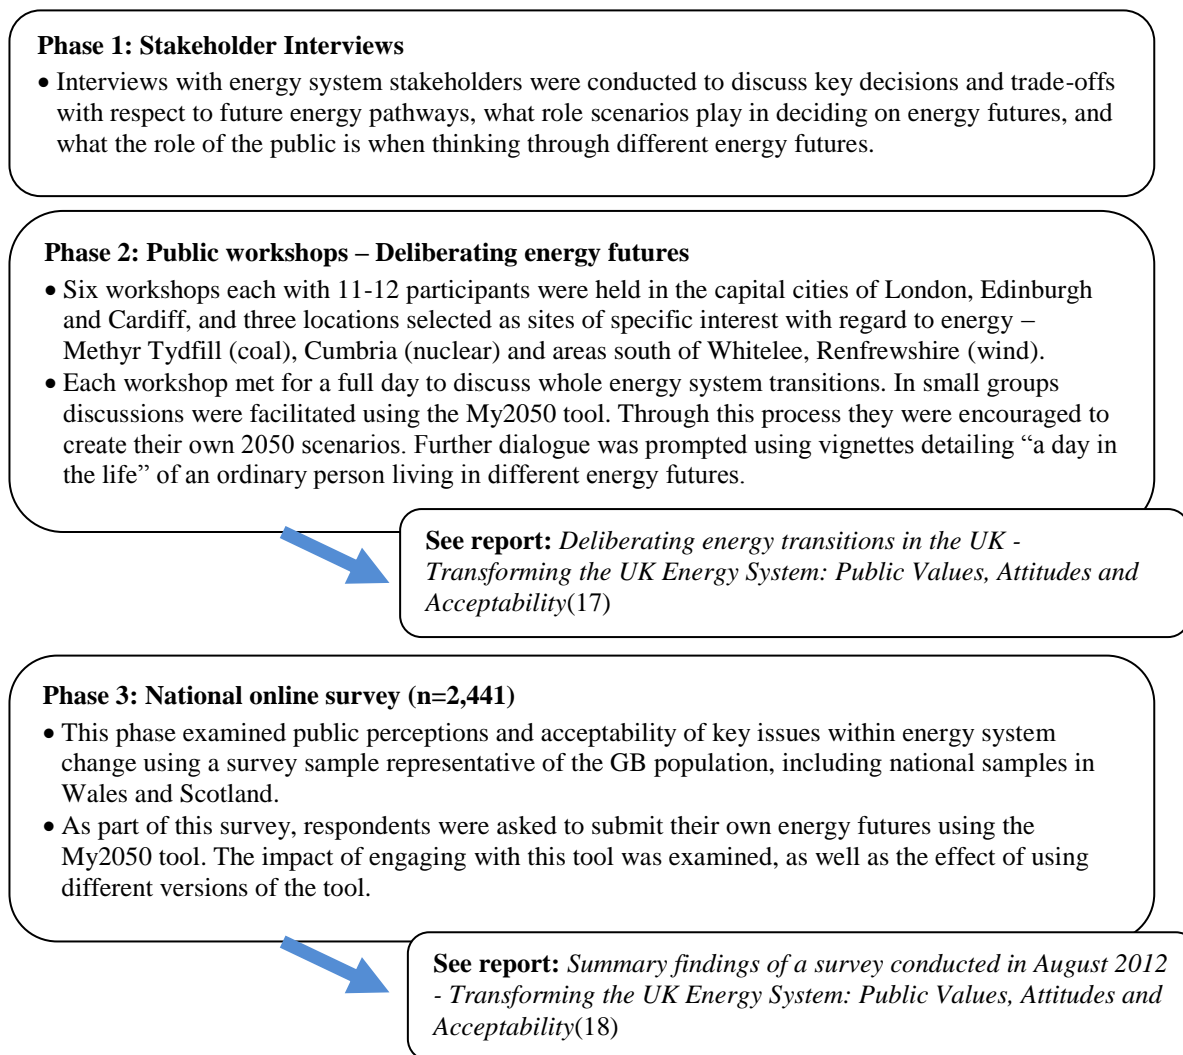 Phase 1: Stakeholder Interviews
• Interviews with energy system stakeholders were conducted to discuss key decisions and trade-offs
with respect to future energy pathways, what role scenarios play in deciding on energy futures, and
what the role of the public is when thinking through different energy futures.
Phase 2: Public workshops – Deliberating energy futures
• Six workshops each with 11-12 participants were held in the capital cities of London, Edinburgh
and Cardiff, and three locations selected as sites of specific interest with regard to energy –
Methyr Tydfill (coal), Cumbria (nuclear) and areas south of Whitelee, Renfrewshire (wind).
• Each workshop met for a full day to discuss whole energy system transitions. In small groups
discussions were facilitated using the My2050 tool. Through this process they were encouraged to
create their own 2050 scenarios. Further dialogue was prompted using vignettes detailing “a day in
the life” of an ordinary person living in different energy futures.
See report: Deliberating energy transitions in the UK -
Transforming the UK Energy System: Public Values, Attitudes and
Acceptability(17)
Phase 3: National online survey (n=2,441)
• This phase examined public perceptions and acceptability of key issues within energy system
change using a survey sample representative of the GB population, including national samples in
Wales and Scotland.
• As part of this survey, respondents were asked to submit their own energy futures using the
My2050 tool. The impact of engaging with this tool was examined, as well as the effect of using
different versions of the tool.
See report: Summary findings of a survey conducted in August 2012
- Transforming the UK Energy System: Public Values, Attitudes and
Acceptability(18)